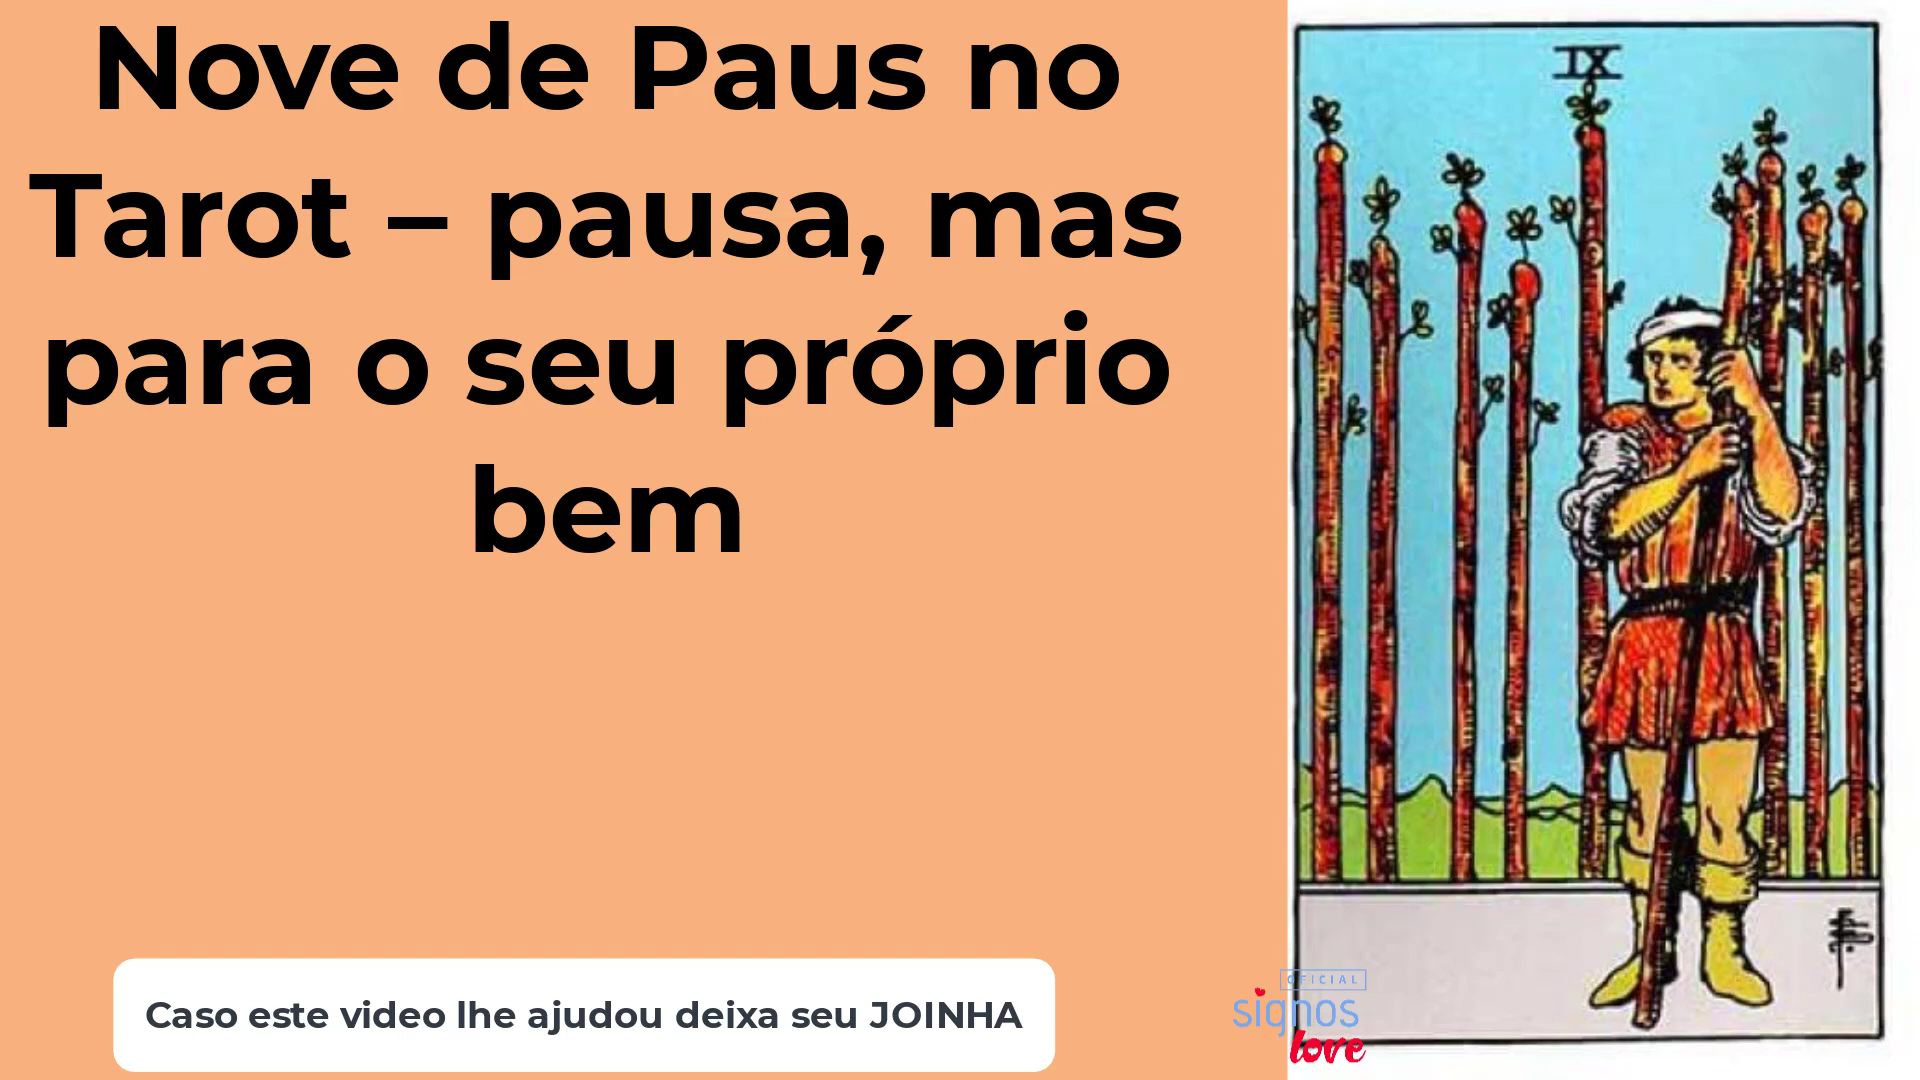 Nove de Paus no
Tarot – pausa, mas
para o seu próprio
bem
IX
Caso este video lhe ajudou deixa seu JOINHA
OFICIAL
signos
love